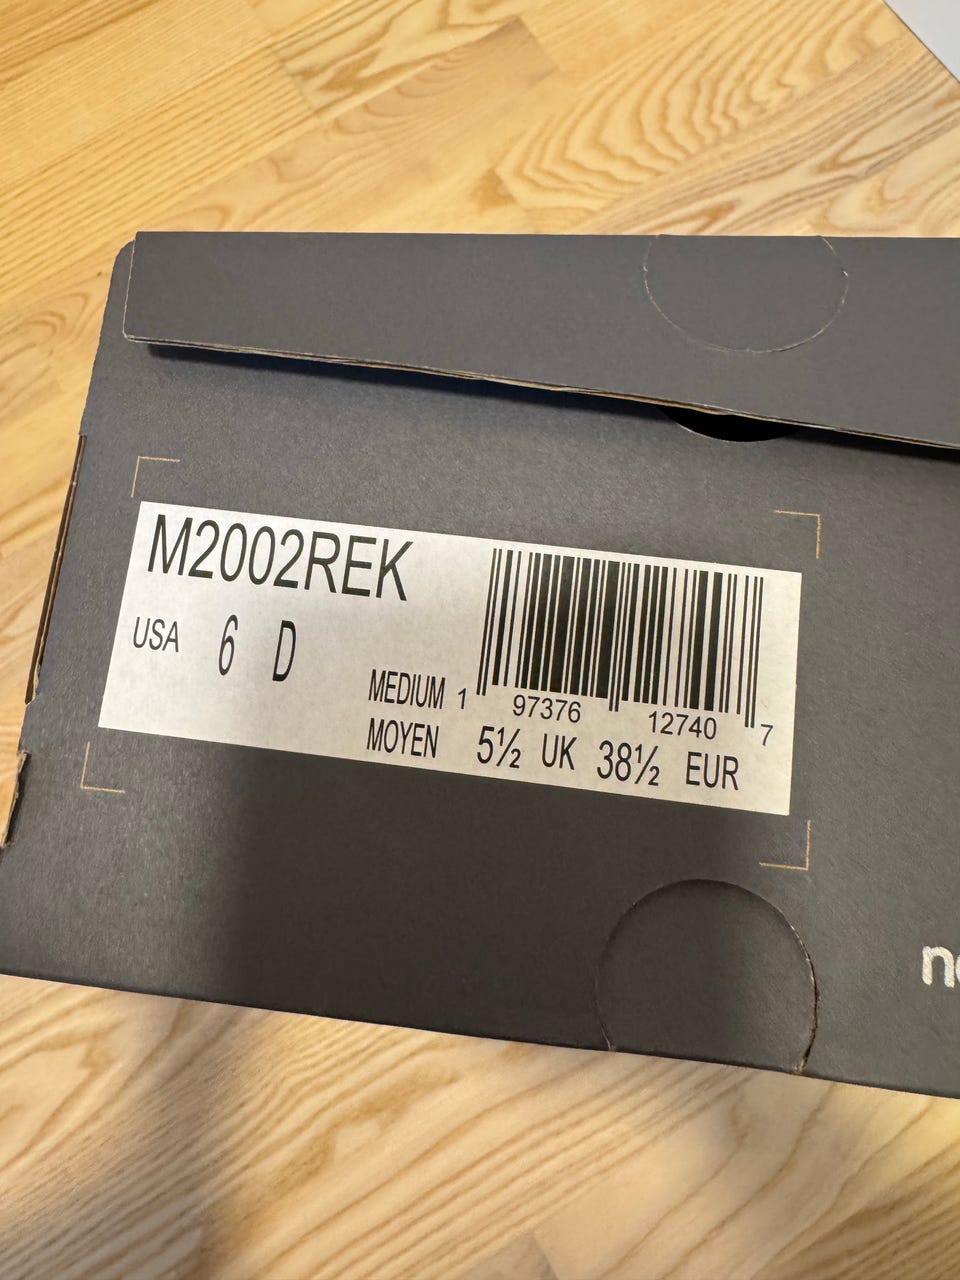 M2002REK
USA 6 D
MEDIUM
MOYEN
1 97376 12740 7
5½ UK 38½ EUR